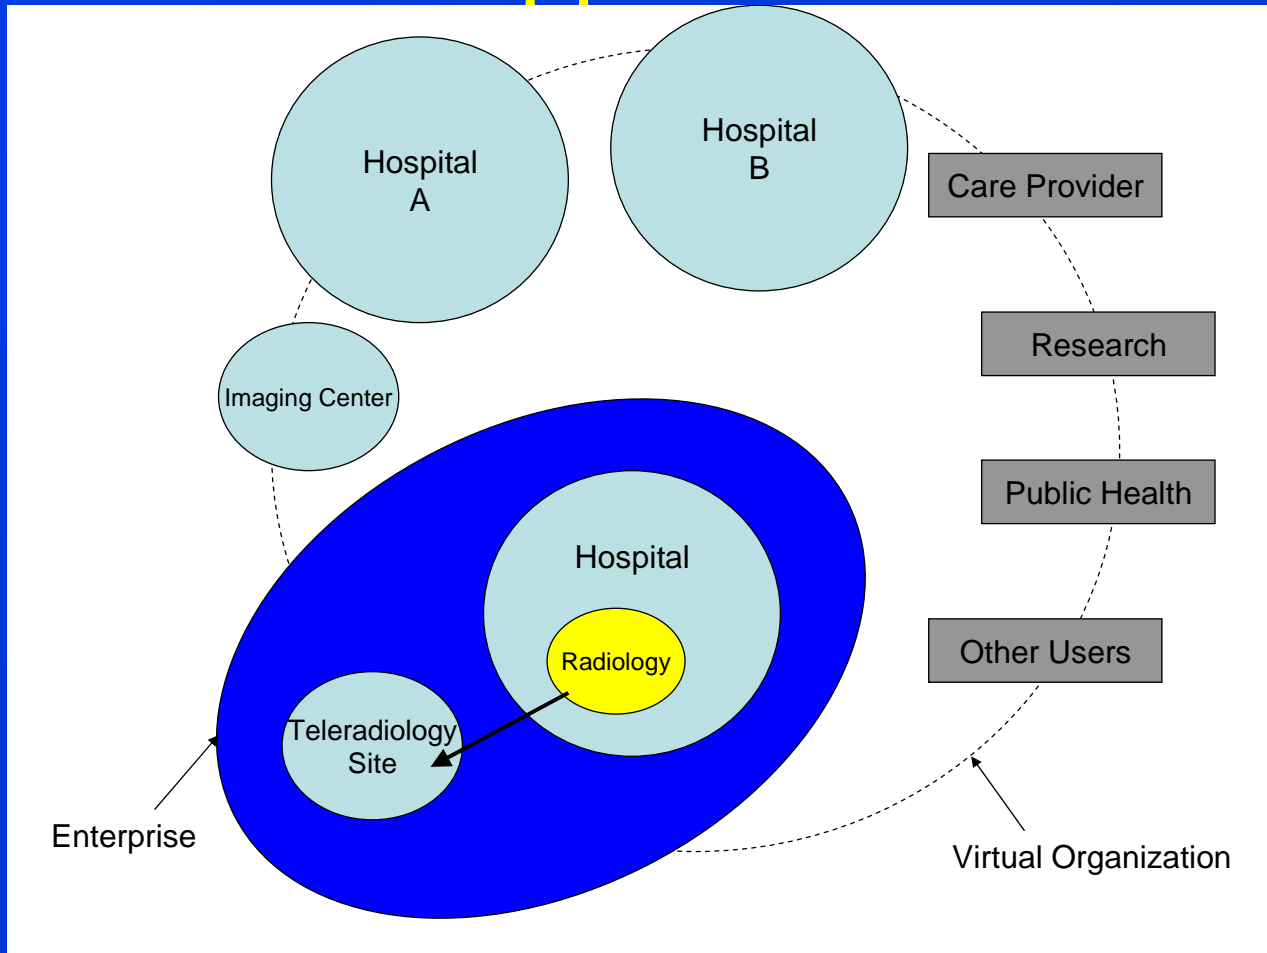 Hospital
A
Hospital
B
Care Provider
Research
Imaging Center
Public Health
Hospital
Radiology
Other Users
Teleradiology
Site
Enterprise
Virtual Organization